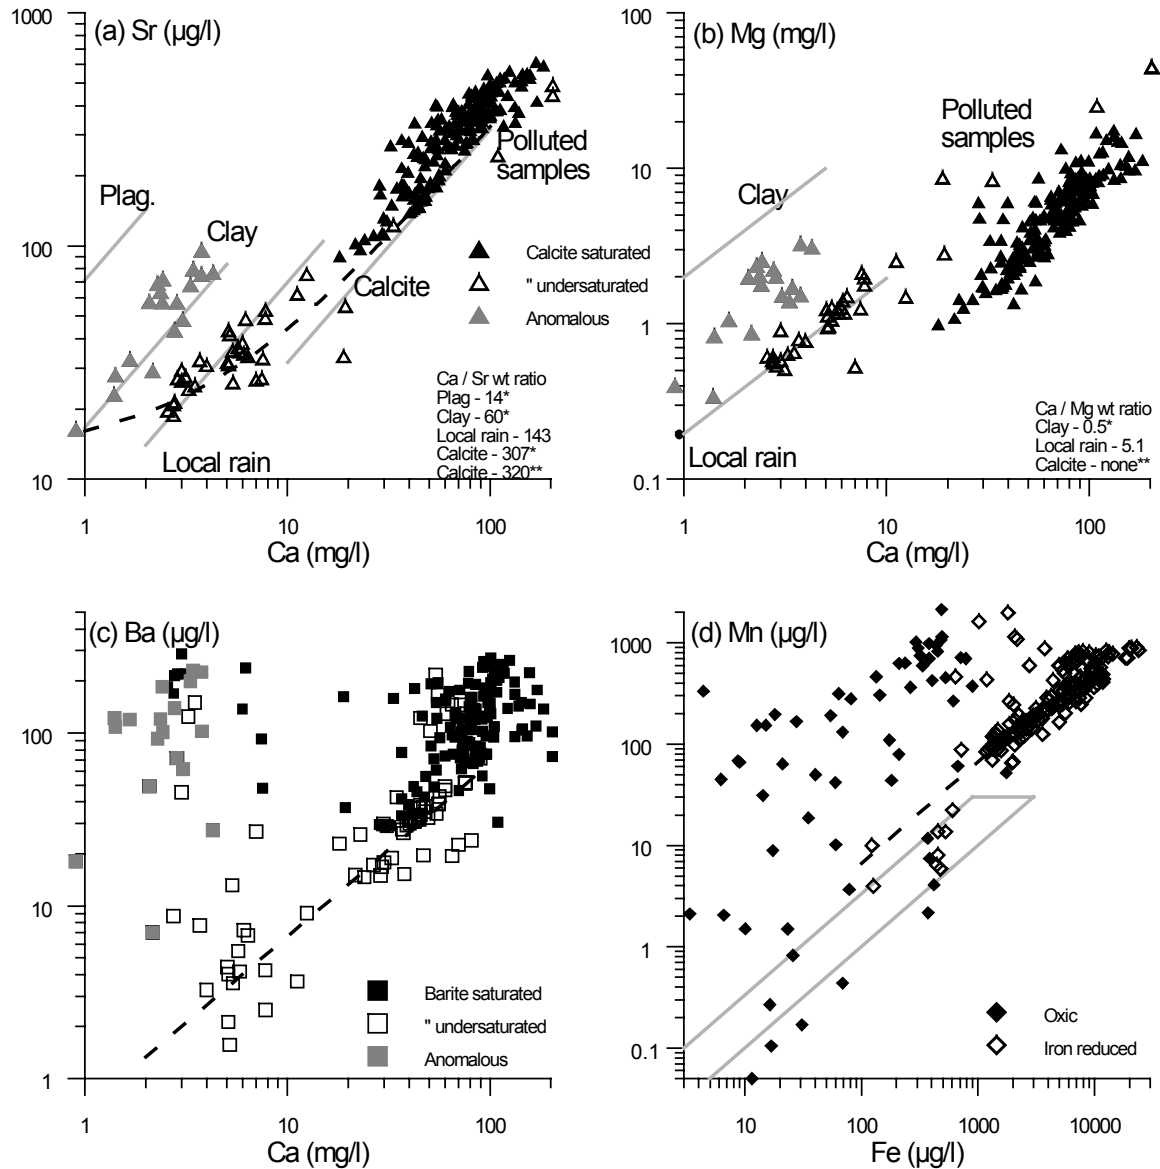 (a) Sr (µg/l)
1000
100
10
Plag.
Clay
Polluted
samples
Calcite
Local rain
Calcite saturated
" undersaturated
Anomalous
Ca / Sr wt ratio
Plag - 14*
Clay - 60*
Local rain - 143
Calcite - 307*
Calcite - 320**
1
10
100
Ca (mg/l)
(b) Mg (mg/l)
100
10
1
0.1
Polluted
samples
Clay
Local rain
Ca / Mg wt ratio
Clay - 0.5*
Local rain - 5.1
Calcite - none**
1
10
100
Ca (mg/l)
(c) Ba (µg/l)
100
10
1
Barite saturated
" undersaturated
Anomalous
1
10
100
Ca (mg/l)
(d) Mn (µg/l)
1000
100
10
1
0.1
Oxic
Iron reduced
10
100
1000
10000
Fe (µg/l)